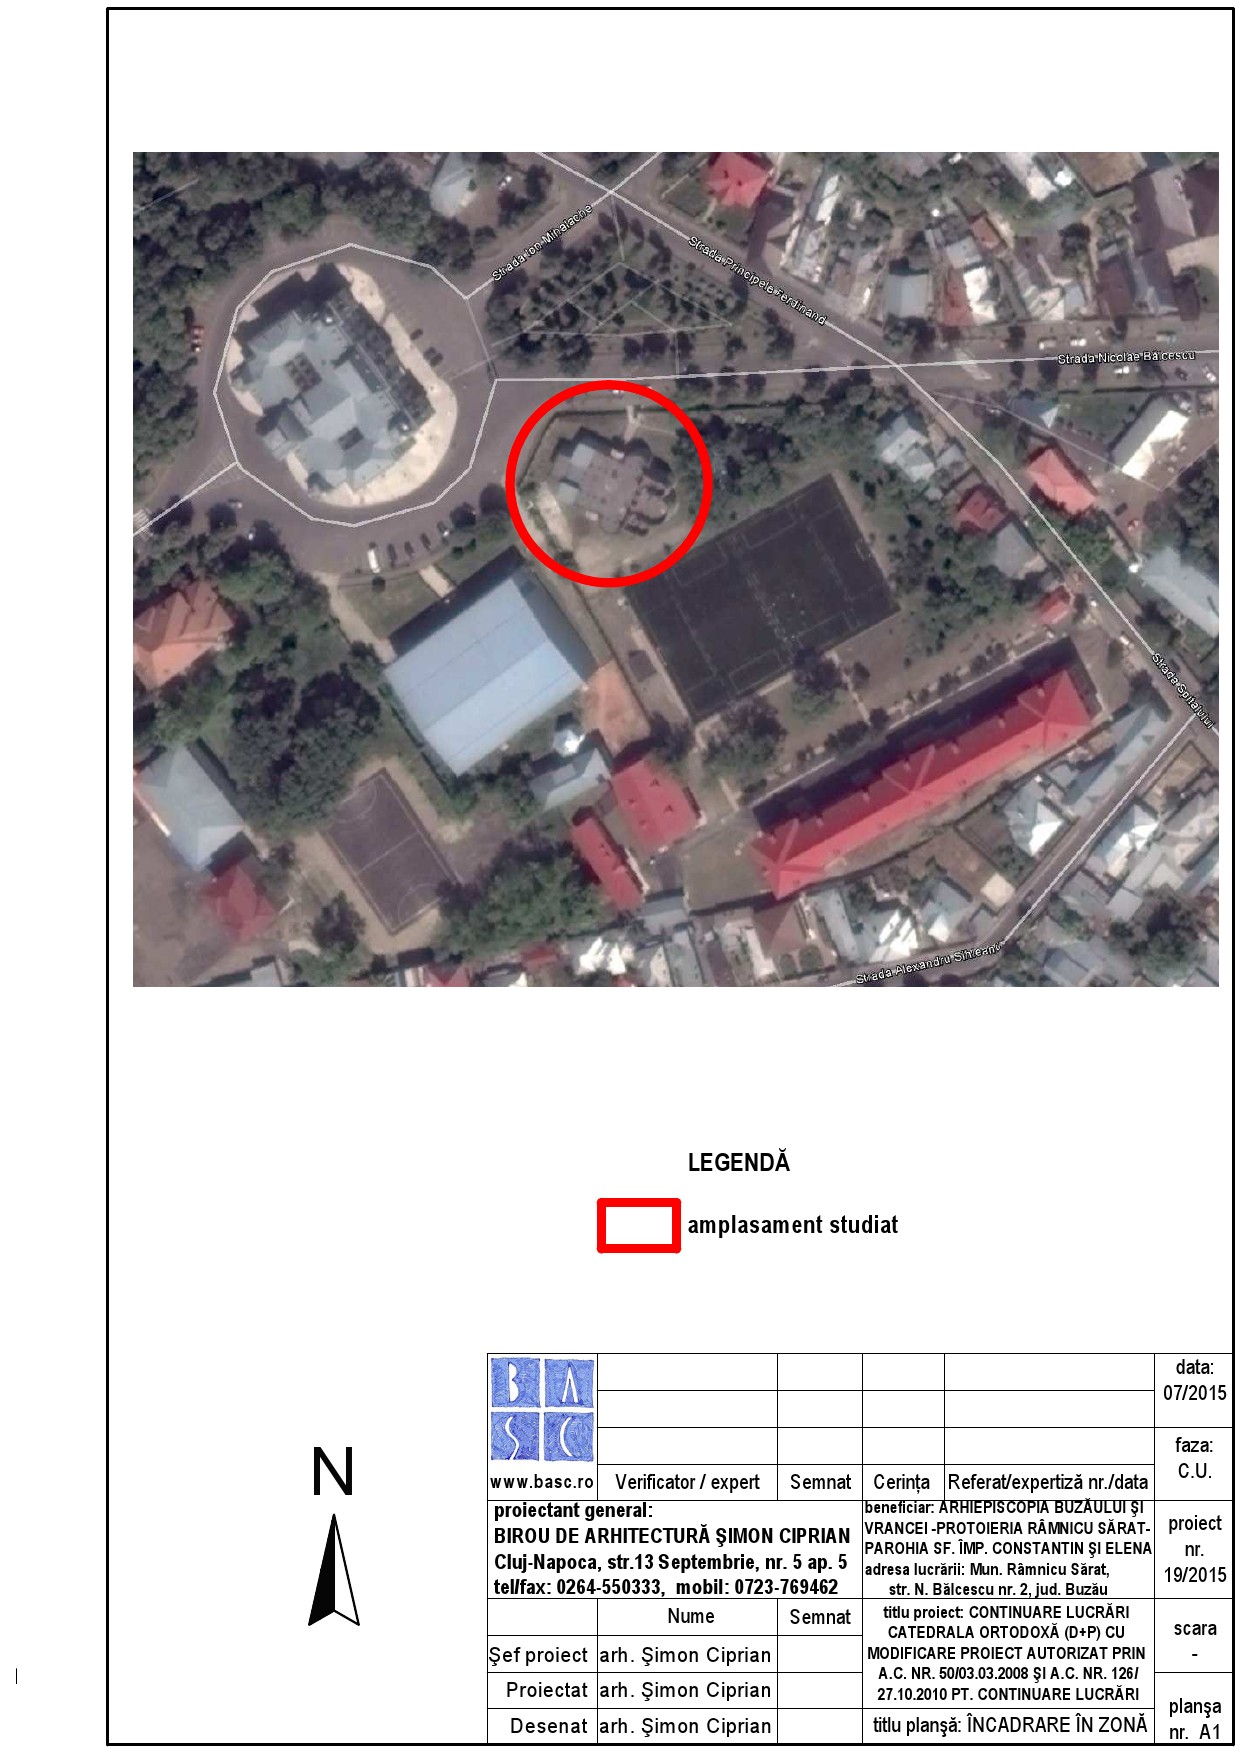 Strada Ion Mihalache
Strada Principele Ferdinand
Strada Nicolae Bălcescu
Strada Spitalului
Strada Alexandru Sihleanu
LEGENDĂ
amplasament studiat
N
B A
S C
www.basc.ro
Verificator / expert
Semnat
Cerința
Referat/expertiză nr./data
data:
07/2015
faza:
C.U.
proiectant general:
BIROU DE ARHITECTURĂ ŞIMON CIPRIAN
Cluj-Napoca, str.13 Septembrie, nr. 5 ap. 5
tel/fax: 0264-550333, mobil: 0723-769462
beneficiar: ARHIEPISCOPIA BUZĂULUI ŞI
VRANCEI -PROTOIERIA RÂMNICU SĂRAT-
PAROHIA SF. ÎMP. CONSTANTIN ŞI ELENA
adresa lucrării: Mun. Râmnicu Sărat,
str. N. Bălcescu nr. 2, jud. Buzău
proiect
nr.
19/2015
Nume
Semnat
Şef proiect
arh. Şimon Ciprian
Proiectat
arh. Şimon Ciprian
Desenat
arh. Şimon Ciprian
titlu proiect: CONTINUARE LUCRĂRI
CATEDRALA ORTODOXĂ (D+P) CU
MODIFICARE PROIECT AUTORIZAT PRIN
A.C. NR. 50/03.03.2008 ŞI A.C. NR. 126/
27.10.2010 PT. CONTINUARE LUCRĂRI
titlu planşă: ÎNCADRARE ÎN ZONĂ
scara
-
planşa
nr. A1